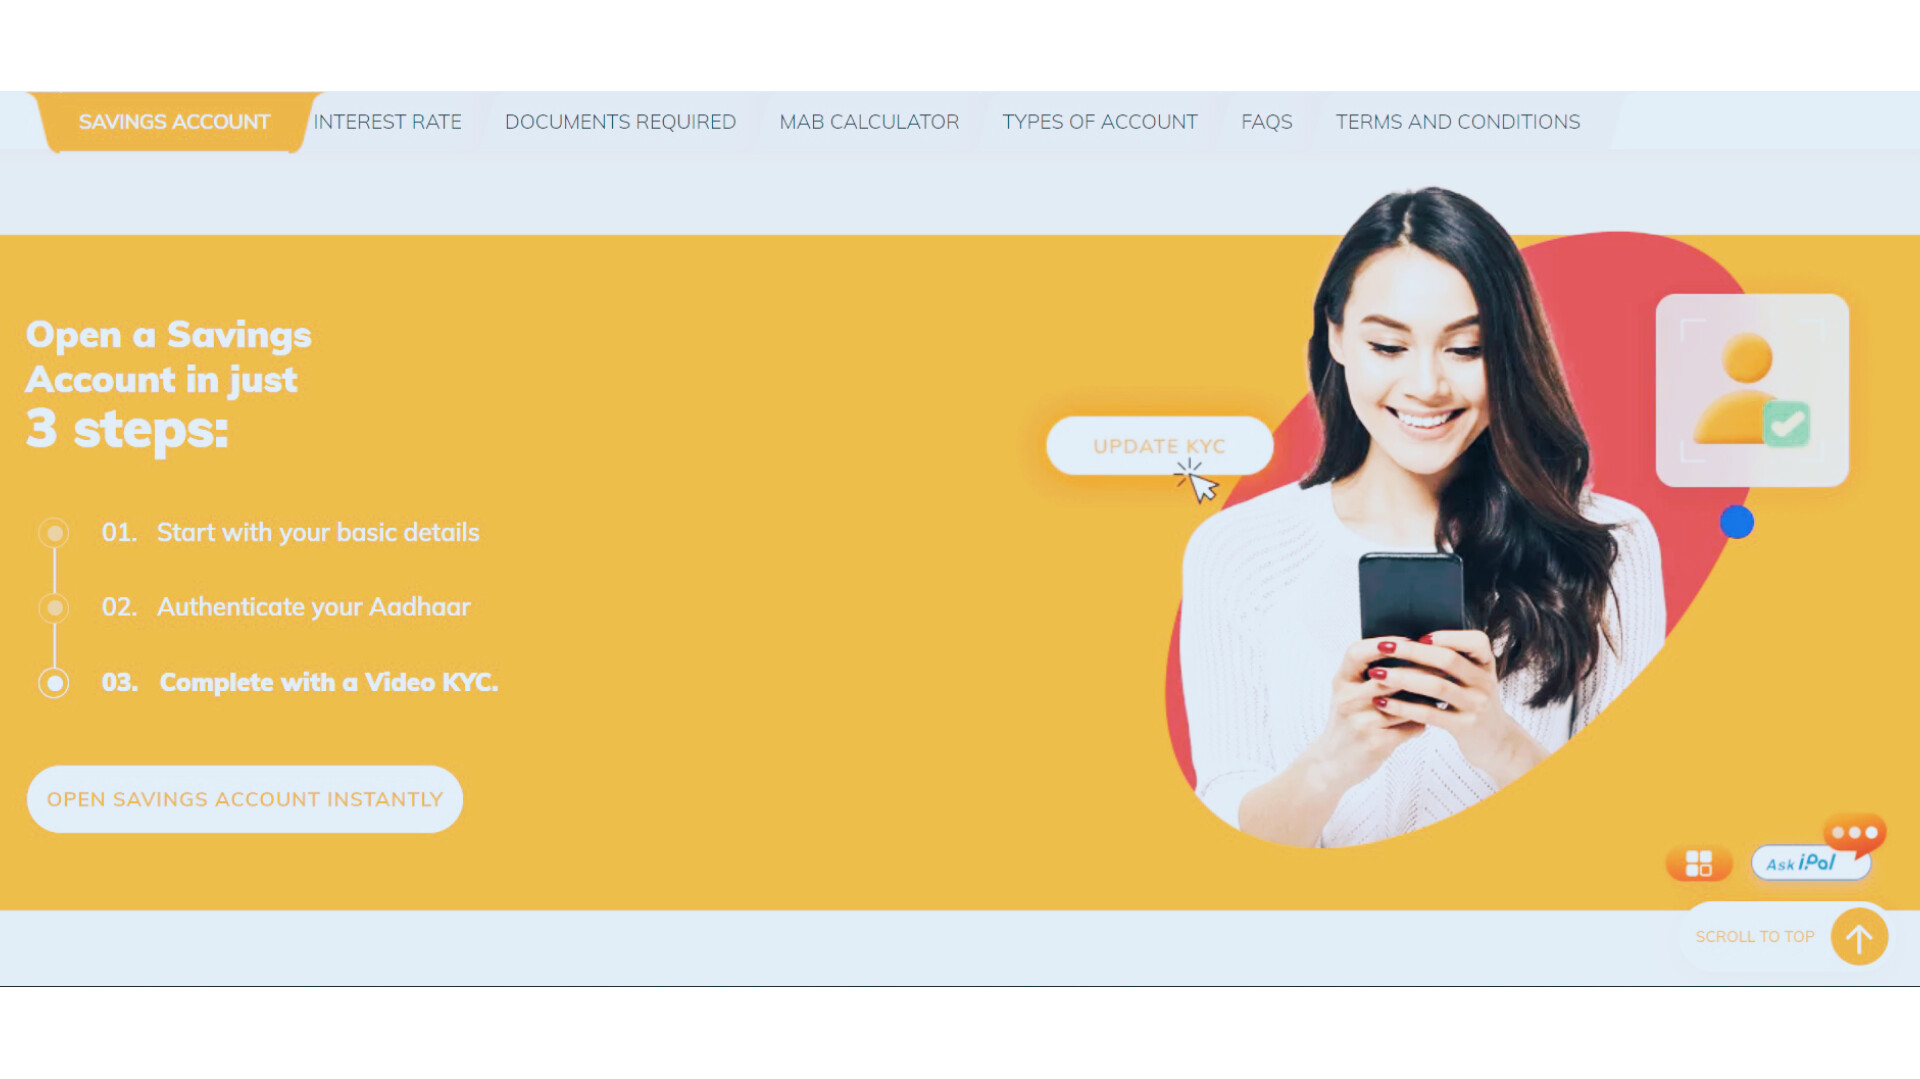 SAVINGS ACCOUNT INTEREST RATE DOCUMENTS REQUIRED MAB CALCULATOR TYPES OF ACCOUNT FAQS TERMS AND CONDITIONS
Open a Savings
Account in just
3 steps:
UPDATE KYC
01. Start with your basic details
02. Authenticate your Aadhaar
03. Complete with a Video KYC.
OPEN SAVINGS ACCOUNT INSTANTLY
Ask iPal
SCROLL TO TOP